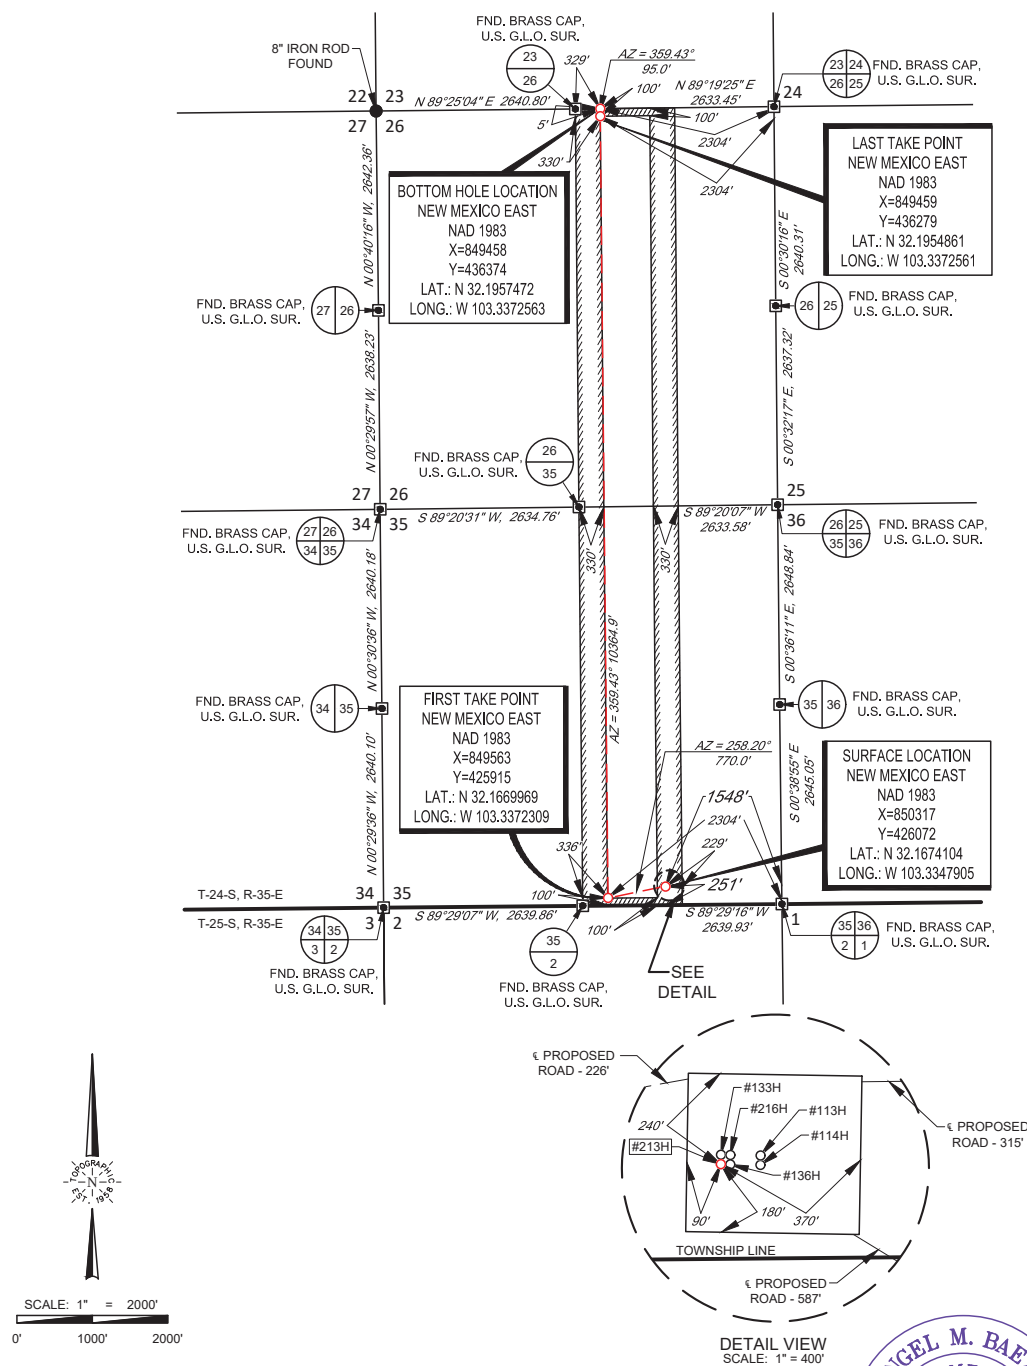 FND. BRASS CAP,
U.S. G.L.O. SUR.
8" IRON ROD
FOUND
23
26
329'
AZ = 359.43°
95.0'
100'
N 89°19'25" E
2633.45'
23 24
26 25
FND. BRASS CAP,
U.S. G.L.O. SUR.
22 23
27 26
N 89°25'04" E 2640.80'
24
5'
100'
2304'
330'
2304'
LAST TAKE POINT
NEW MEXICO EAST
NAD 1983
X=849459
Y=436279
LAT.: N 32.1954861
LONG.: W 103.3372561
BOTTOM HOLE LOCATION
NEW MEXICO EAST
NAD 1983
X=849458
Y=436374
LAT.: N 32.1957472
LONG.: W 103.3372563
N 00°40'16" W, 2642.36'
S 00°30'16" E
2640.31'
FND. BRASS CAP,
U.S. G.L.O. SUR.
27 26
26 25
FND. BRASS CAP,
U.S. G.L.O. SUR.
N 00°29'57" W, 2638.23'
S 00°32'17" E, 2637.32'
FND. BRASS CAP,
U.S. G.L.O. SUR.
26
35
27 26
34 35
S 89°20'31" W, 2634.76'
S 89°20'07" W
2633.58'
25
36
FND. BRASS CAP,
U.S. G.L.O. SUR.
27 26
34 35
26 25
35 36
FND. BRASS CAP,
U.S. G.L.O. SUR.
330'
330'
N 00°30'36" W, 2640.18'
S 00°36'11" E, 2648.84'
AZ = 359.43° 10364.9'
FND. BRASS CAP,
U.S. G.L.O. SUR.
34 35
35 36
FND. BRASS CAP,
U.S. G.L.O. SUR.
FIRST TAKE POINT
NEW MEXICO EAST
NAD 1983
X=849563
Y=425915
LAT.: N 32.1669969
LONG.: W 103.3372309
AZ = 258.20°
770.0'
SURFACE LOCATION
NEW MEXICO EAST
NAD 1983
X=850317
Y=426072
LAT.: N 32.1674104
LONG.: W 103.3347905
N 00°29'36" W, 2640.10'
S 00°38'55" E
2645.05'
1548'
2304'
229'
336'
251'
100'
100'
T-24-S, R-35-E
T-25-S, R-35-E
34 35
3 2
S 89°29'07" W, 2639.86'
S 89°29'16" W
2639.93'
1
34 35
3 2
FND. BRASS CAP,
U.S. G.L.O. SUR.
35
2
FND. BRASS CAP,
U.S. G.L.O. SUR.
35 36
2 1
FND. BRASS CAP,
U.S. G.L.O. SUR.
SEE
DETAIL
℄ PROPOSED
ROAD - 226'
#133H
#216H
#113H
#114H
#136H
240'
#213H
℄ PROPOSED
ROAD - 315'
90'
180'
370'
TOWNSHIP LINE
℄ PROPOSED
ROAD - 587'
DETAIL VIEW
SCALE: 1" = 400'
TOPOGRAPHIC
N
EST. 1958
SCALE: 1" = 2000'
0' 1000' 2000'